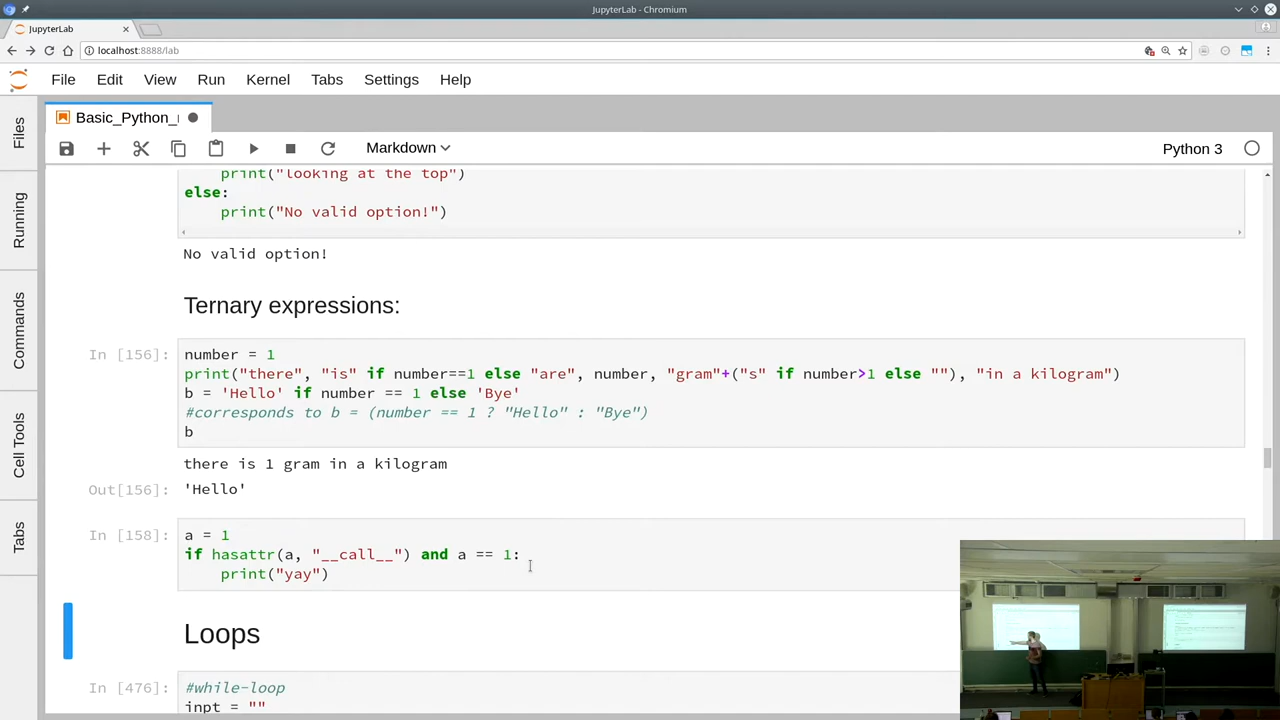 JupyterLab - Chromium
JupyterLab
localhost:8888/lab
File Edit View Run Kernel Tabs Settings Help
Basic_Python_
Markdown
Python 3
Files
Running
Commands
Cell Tools
Tabs
print("looking at the top")
else:
print("No valid option!")
No valid option!
Ternary expressions:
In [156]:
number = 1
print("there", "is" if number==1 else "are", number, "gram"+("s" if number>1 else ""), "in a kilogram")
b = 'Hello' if number == 1 else 'Bye'
#corresponds to b = (number == 1 ? "Hello" : "Bye")
b
there is 1 gram in a kilogram
Out[156]: 'Hello'
In [158]:
a = 1
if hasattr(a, "__call__") and a == 1:
print("yay")
Loops
In [476]:
#while-loop
inpt = ""